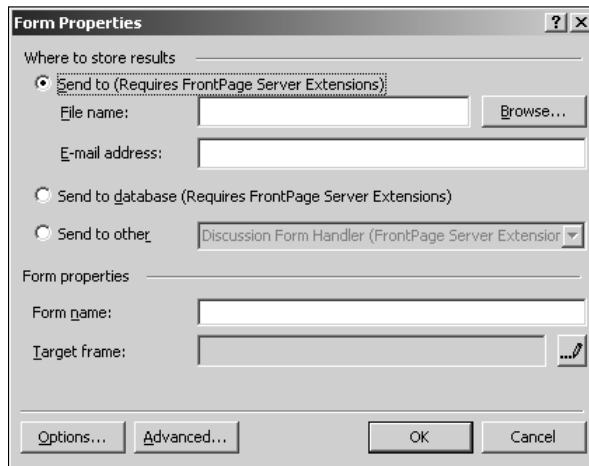 Form Properties
Where to store results
Send to (Requires FrontPage Server Extensions)
File name:
Browse...
E-mail address:
Send to database (Requires FrontPage Server Extensions)
Send to other
Discussion Form Handler (FrontPage Server Extension
Form properties
Form name:
Target frame:
...
Options...
Advanced...
OK
Cancel